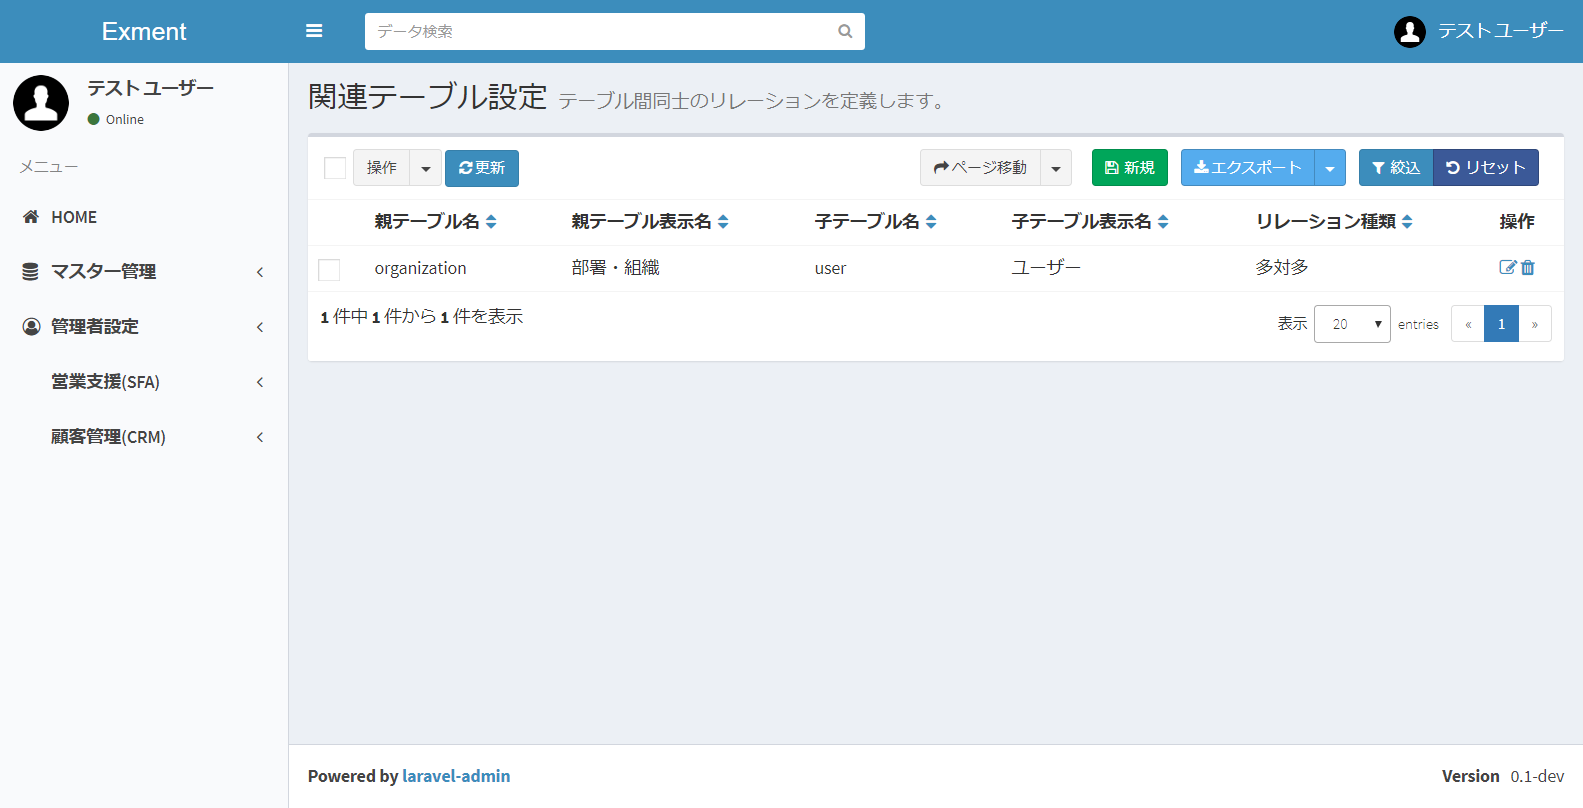 Exment
データ検索
テストユーザー
テストユーザー
Online
メニュー
HOME
マスター管理
管理者設定
営業支援(SFA)
顧客管理(CRM)
関連テーブル設定 テーブル間同士のリレーションを定義します。
操作 更新 ページ移動 新規 エクスポート 絞込 リセット
親テーブル名 親テーブル表示名 子テーブル名 子テーブル表示名 リレーション種類 操作
organization 部署・組織 user ユーザー 多対多
1 件中 1 件から 1 件を表示
表示 20 entries « 1 »
Powered by laravel-admin
Version 0.1-dev